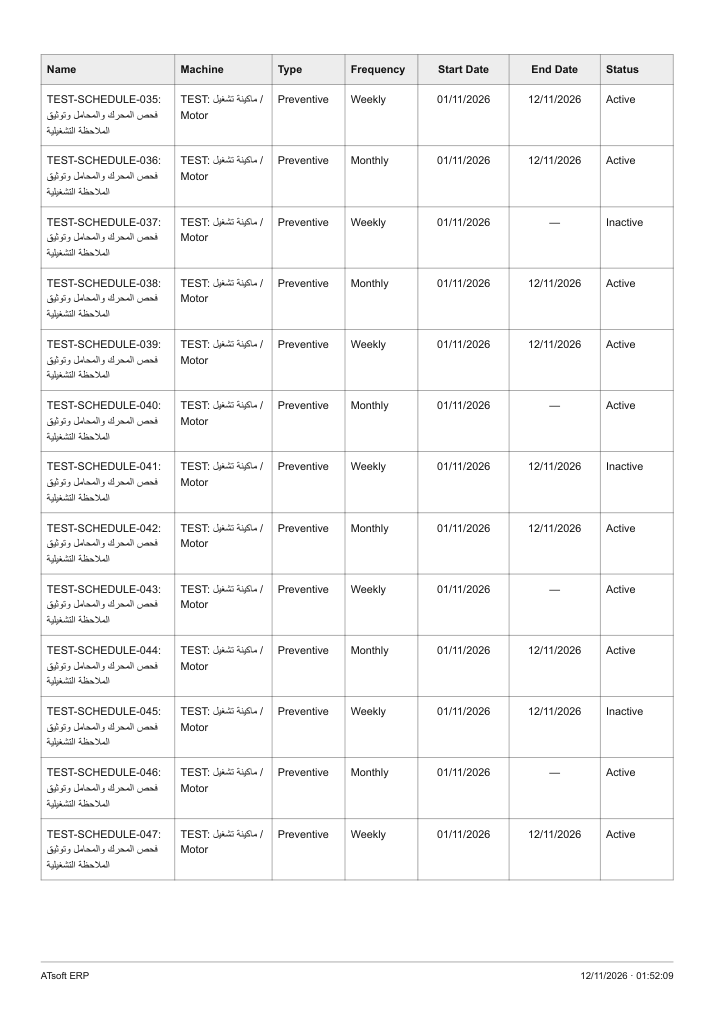 Name Machine Type Frequency Start Date End Date Status
TEST-SCHEDULE-035: TEST: ماكينة تشغيل / Preventive Weekly 01/11/2026 12/11/2026 Active
فحص المحرك والمحامل وتوثيق Motor
الملاحظة التشغيلية
TEST-SCHEDULE-036: TEST: ماكينة تشغيل / Preventive Monthly 01/11/2026 12/11/2026 Active
فحص المحرك والمحامل وتوثيق Motor
الملاحظة التشغيلية
TEST-SCHEDULE-037: TEST: ماكينة تشغيل / Preventive Weekly 01/11/2026 — Inactive
فحص المحرك والمحامل وتوثيق Motor
الملاحظة التشغيلية
TEST-SCHEDULE-038: TEST: ماكينة تشغيل / Preventive Monthly 01/11/2026 12/11/2026 Active
فحص المحرك والمحامل وتوثيق Motor
الملاحظة التشغيلية
TEST-SCHEDULE-039: TEST: ماكينة تشغيل / Preventive Weekly 01/11/2026 12/11/2026 Active
فحص المحرك والمحامل وتوثيق Motor
الملاحظة التشغيلية
TEST-SCHEDULE-040: TEST: ماكينة تشغيل / Preventive Monthly 01/11/2026 — Active
فحص المحرك والمحامل وتوثيق Motor
الملاحظة التشغيلية
TEST-SCHEDULE-041: TEST: ماكينة تشغيل / Preventive Weekly 01/11/2026 12/11/2026 Inactive
فحص المحرك والمحامل وتوثيق Motor
الملاحظة التشغيلية
TEST-SCHEDULE-042: TEST: ماكينة تشغيل / Preventive Monthly 01/11/2026 12/11/2026 Active
فحص المحرك والمحامل وتوثيق Motor
الملاحظة التشغيلية
TEST-SCHEDULE-043: TEST: ماكينة تشغيل / Preventive Weekly 01/11/2026 — Active
فحص المحرك والمحامل وتوثيق Motor
الملاحظة التشغيلية
TEST-SCHEDULE-044: TEST: ماكينة تشغيل / Preventive Monthly 01/11/2026 12/11/2026 Active
فحص المحرك والمحامل وتوثيق Motor
الملاحظة التشغيلية
TEST-SCHEDULE-045: TEST: ماكينة تشغيل / Preventive Weekly 01/11/2026 12/11/2026 Inactive
فحص المحرك والمحامل وتوثيق Motor
الملاحظة التشغيلية
TEST-SCHEDULE-046: TEST: ماكينة تشغيل / Preventive Monthly 01/11/2026 — Active
فحص المحرك والمحامل وتوثيق Motor
الملاحظة التشغيلية
TEST-SCHEDULE-047: TEST: ماكينة تشغيل / Preventive Weekly 01/11/2026 12/11/2026 Active
فحص المحرك والمحامل وتوثيق Motor
الملاحظة التشغيلية
ATsoft ERP 12/11/2026 · 01:52:09